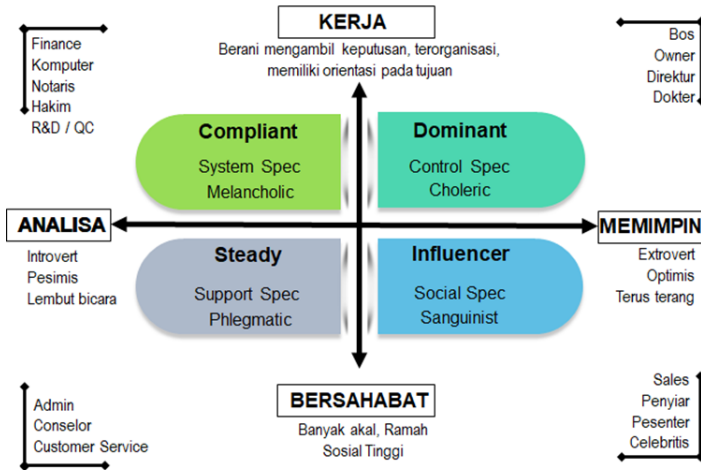 KERJA
Berani mengambil keputusan, terorganisasi,
memiliki orientasi pada tujuan
Finance
Komputer
Notaris
Hakim
R&D / QC
Bos
Owner
Direktur
Dokter
Compliant
System Spec
Melancholic
Dominant
Control Spec
Choleric
ANALISA
Introvert
Pesimis
Lembut bicara
MEMIMPIN
Extrovert
Optimis
Terus terang
Steady
Support Spec
Phlegmatic
Influencer
Social Spec
Sanguinist
BERSAHABAT
Banyak akal, Ramah
Sosial Tinggi
Admin
Conselor
Customer Service
Sales
Penyiar
Pesenter
Celebritis